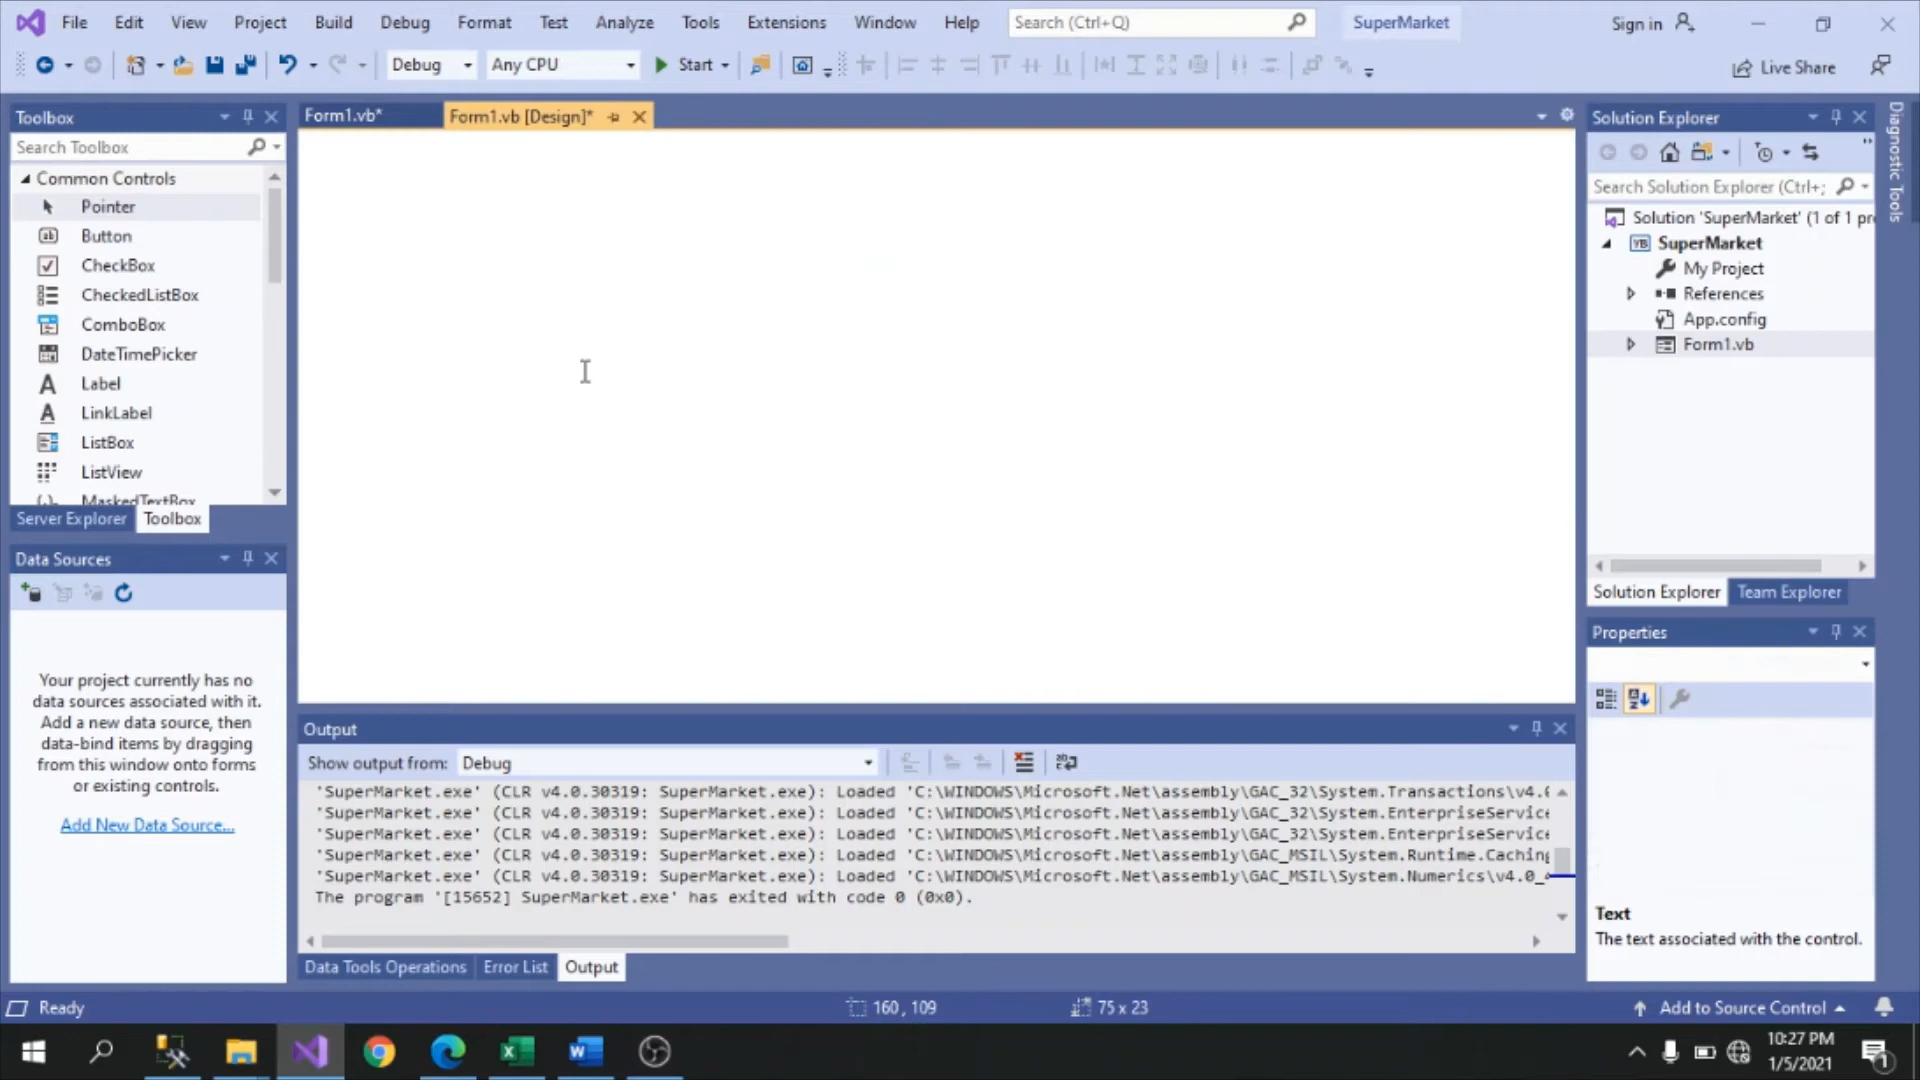 File Edit View Project Build Debug Format Test Analyze Tools Extensions Window Help Search (Ctrl+Q) SuperMarket Sign in
Debug Any CPU Start Live Share
Toolbox
Search Toolbox
Common Controls
Pointer
Button
CheckBox
CheckedListBox
ComboBox
DateTimePicker
Label
LinkLabel
ListBox
ListView
MaskedTextBox
Server Explorer Toolbox
Data Sources
Your project currently has no
data sources associated with it.
Add a new data source, then
data-bind items by dragging
from this window onto forms
or existing controls.
Add New Data Source...
Form1.vb* Form1.vb [Design]*
Output
Show output from: Debug
'SuperMarket.exe' (CLR v4.0.30319: SuperMarket.exe): Loaded 'C:\WINDOWS\Microsoft.Net\assembly\GAC_32\System.Transactions\v4.0
'SuperMarket.exe' (CLR v4.0.30319: SuperMarket.exe): Loaded 'C:\WINDOWS\Microsoft.Net\assembly\GAC_32\System.EnterpriseService
'SuperMarket.exe' (CLR v4.0.30319: SuperMarket.exe): Loaded 'C:\WINDOWS\Microsoft.Net\assembly\GAC_32\System.EnterpriseService
'SuperMarket.exe' (CLR v4.0.30319: SuperMarket.exe): Loaded 'C:\WINDOWS\Microsoft.Net\assembly\GAC_MSIL\System.Runtime.Caching
'SuperMarket.exe' (CLR v4.0.30319: SuperMarket.exe): Loaded 'C:\WINDOWS\Microsoft.Net\assembly\GAC_MSIL\System.Numerics\v4.0_
The program '[15652] SuperMarket.exe' has exited with code 0 (0x0).
Data Tools Operations Error List Output
Solution Explorer
Search Solution Explorer (Ctrl+;
Solution 'SuperMarket' (1 of 1 pr
SuperMarket
My Project
References
App.config
Form1.vb
Solution Explorer Team Explorer
Properties
Text
The text associated with the control.
Diagnostic Tools
Ready 160 , 109 75 x 23 Add to Source Control
10:27 PM
1/5/2021
1